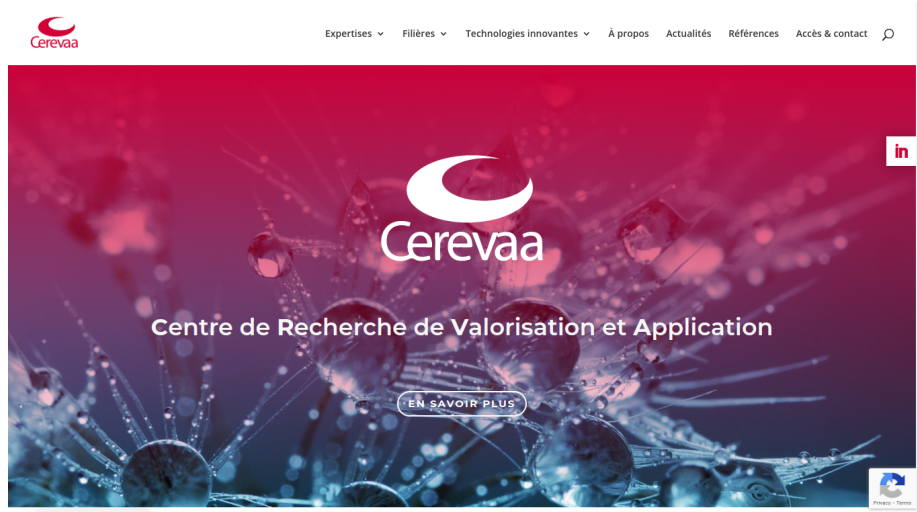 Cerevaa
Expertises
Filières
Technologies innovantes
À propos
Actualités
Références
Accès & contact
in
Cerevaa
Centre de Recherche de Valorisation et Application
EN SAVOIR PLUS
Privacy - Terms